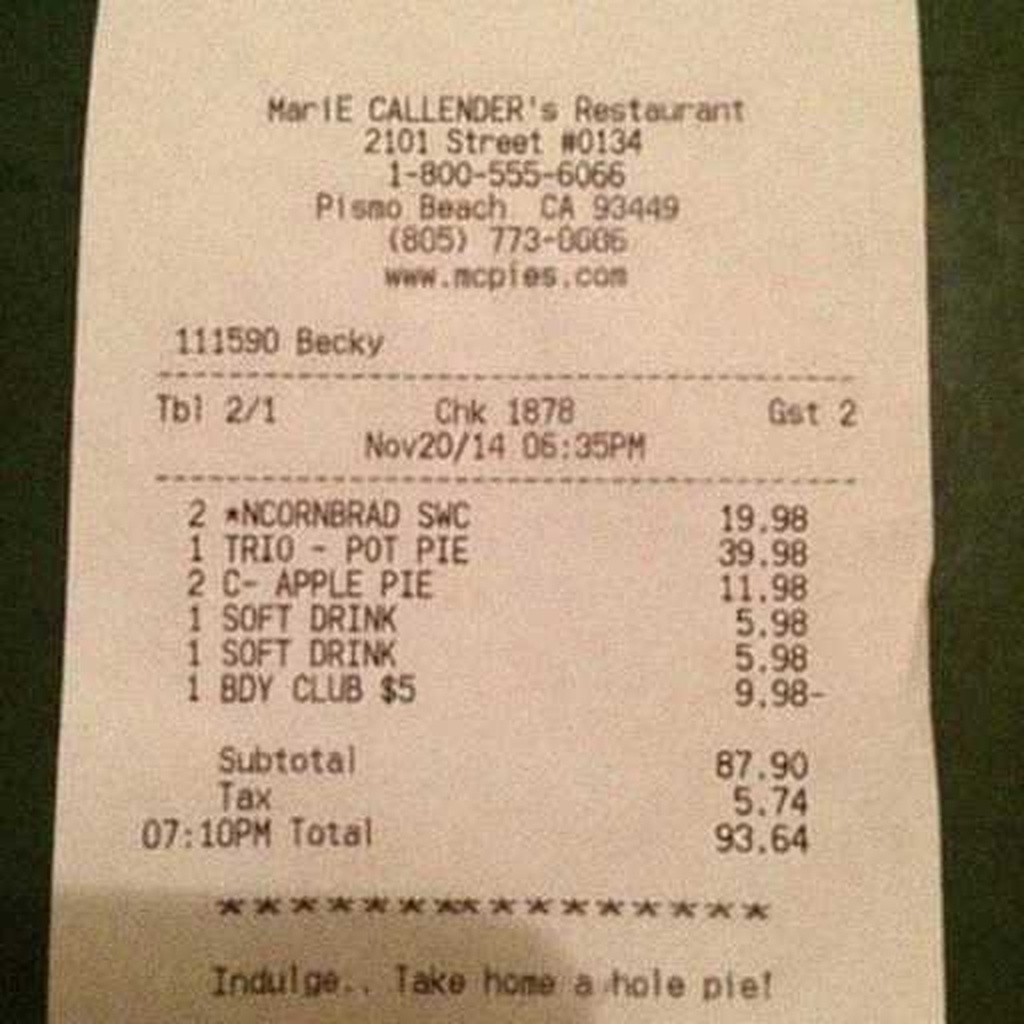 MarIE CALLENDER's Restaurant
2101 Street #0134
1-800-555-6066
Pismo Beach CA 93449
(805) 773-0606
www.mcpies.com
111590 Becky
Tbl 2/1 Chk 1878 Gst 2
Nov20/14 06:35PM
2 *NCORNBRAD SWC 19.98
1 TRIO - POT PIE 39.98
2 C- APPLE PIE 11.98
1 SOFT DRINK 5.98
1 SOFT DRINK 5.98
1 BDY CLUB $5 9.98-
Subtotal 87.90
Tax 5.74
07:10PM Total 93.64
* * * * * * * * * * * * * * * *
Indulge.. Take home a hole pie!